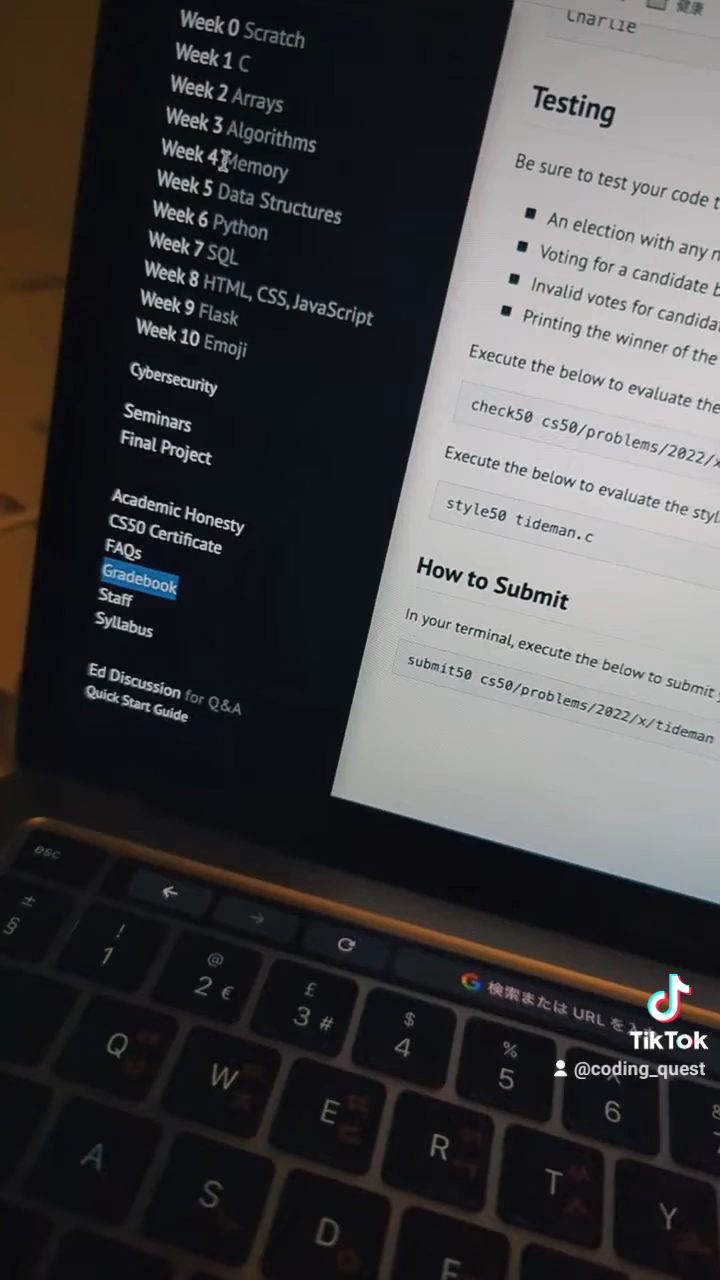 Week 0 Scratch
Week 1 C
Week 2 Arrays
Week 3 Algorithms
Week 4 Memory
Week 5 Data Structures
Week 6 Python
Week 7 SQL
Week 8 HTML, CSS, JavaScript
Week 9 Flask
Week 10 Emoji
Cybersecurity
Seminars
Final Project
Academic Honesty
CS50 Certificate
FAQs
Gradebook
Staff
Syllabus
Ed Discussion for Q&A
Quick Start Guide
健康
Charlie
Testing
Be sure to test your code
An election with any
Voting for a candidate
Invalid votes for
Printing the winner of the
Execute the below to evaluate the
check50 cs50/problems/2022/x
Execute the below to evaluate the
style50 tideman.c
How to Submit
In your terminal, execute the below to submit
submit50 cs50/problems/2022/x/tideman
esc
検索または URL を
± § ! 1 @ 2 € £ 3 # $ 4 % 5 ^ 6
Q W E R T Y
A S D F
TikTok
@coding_quest